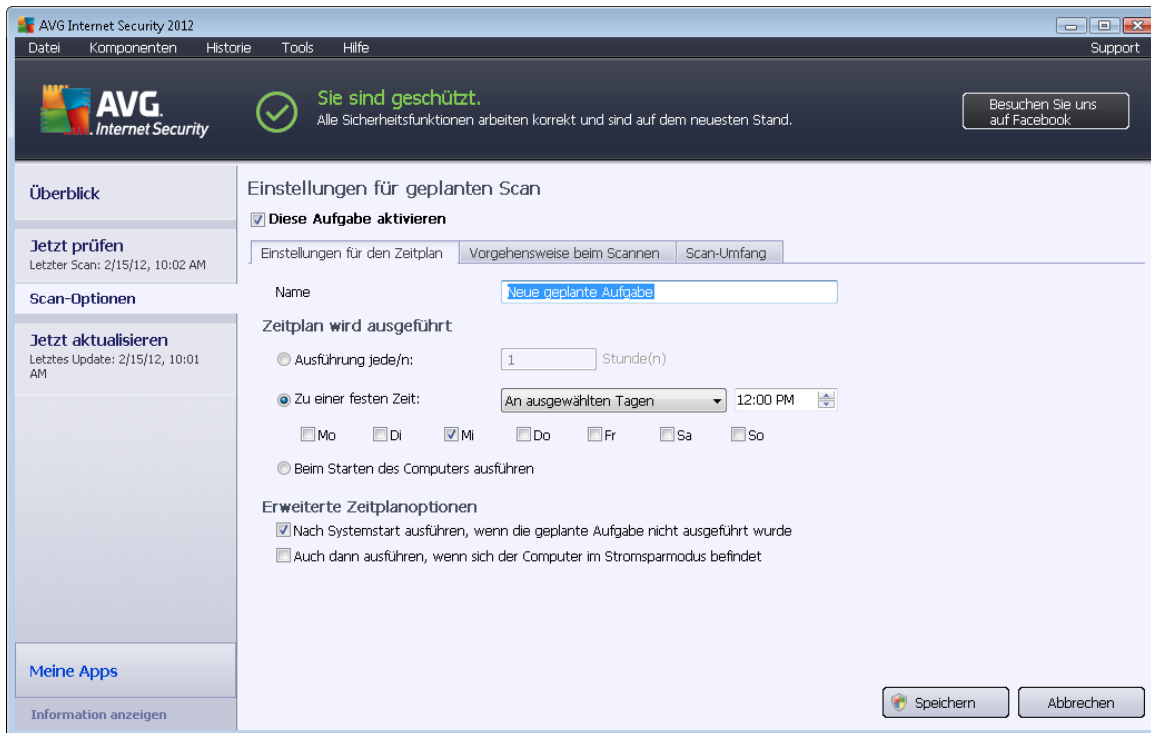 AVG Internet Security 2012
Datei Komponenten Historie Tools Hilfe Support
AVG.
Internet Security
Sie sind geschützt.
Alle Sicherheitsfunktionen arbeiten korrekt und sind auf dem neuesten Stand.
Besuchen Sie uns
auf Facebook
Überblick
Jetzt prüfen
Letzter Scan: 2/15/12, 10:02 AM
Scan-Optionen
Jetzt aktualisieren
Letztes Update: 2/15/12, 10:01
AM
Meine Apps
Information anzeigen
Einstellungen für geplanten Scan
Diese Aufgabe aktivieren
Einstellungen für den Zeitplan Vorgehensweise beim Scannen Scan-Umfang
Name Neue geplante Aufgabe
Zeitplan wird ausgeführt
Ausführung jede/n: 1 Stunde(n)
Zu einer festen Zeit: An ausgewählten Tagen 12:00 PM
Mo Di Mi Do Fr Sa So
Beim Starten des Computers ausführen
Erweiterte Zeitplanoptionen
Nach Systemstart ausführen, wenn die geplante Aufgabe nicht ausgeführt wurde
Auch dann ausführen, wenn sich der Computer im Stromsparmodus befindet
Speichern Abbrechen